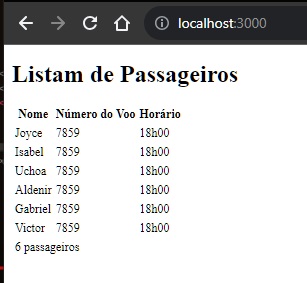 localhost:3000
Listam de Passageiros
Nome Número do Voo Horário
Joyce 7859 18h00
Isabel 7859 18h00
Uchoa 7859 18h00
Aldenir 7859 18h00
Gabriel 7859 18h00
Victor 7859 18h00
6 passageiros